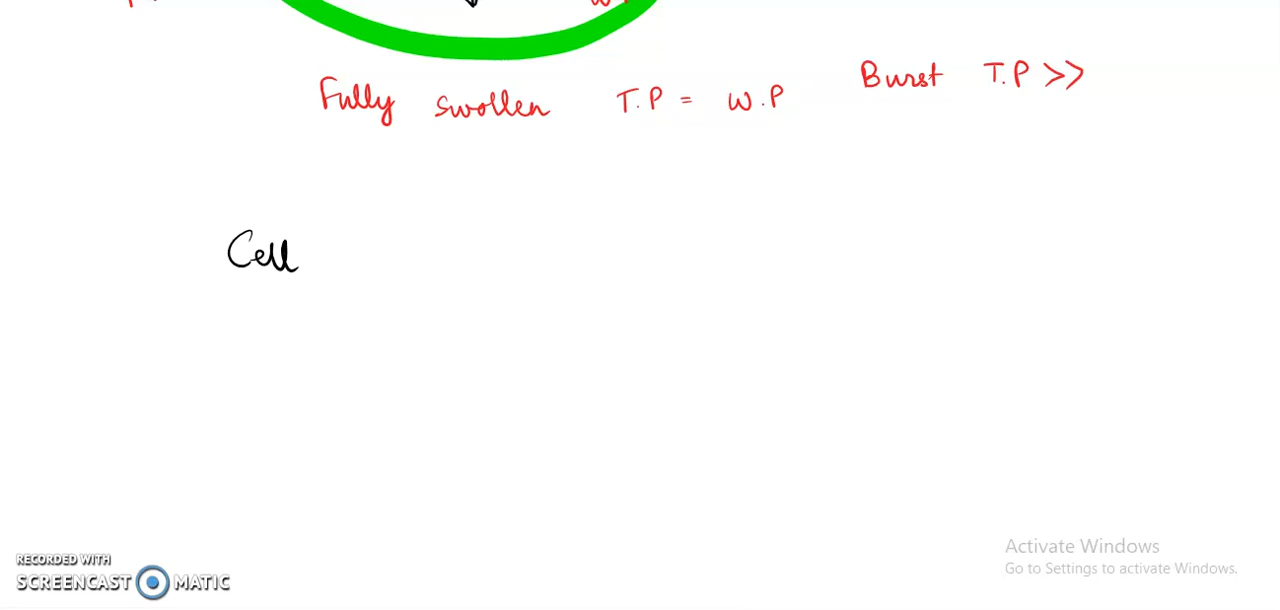 Fully swollen T.P = W.P
Burst T.P >>
Cell
Activate Windows
Go to Settings to activate Windows.
RECORDED WITH
SCREENCAST MATIC